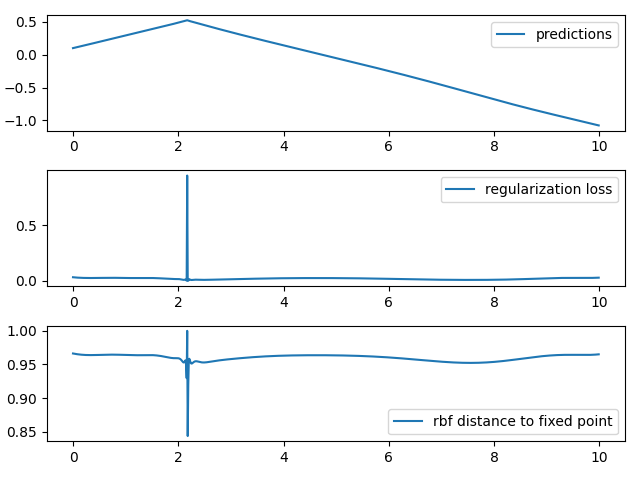 0.5
0.0
−0.5
−1.0
predictions
0 2 4 6 8 10
0.5
0.0
regularization loss
0 2 4 6 8 10
1.00
0.95
0.90
0.85
rbf distance to fixed point
0 2 4 6 8 10